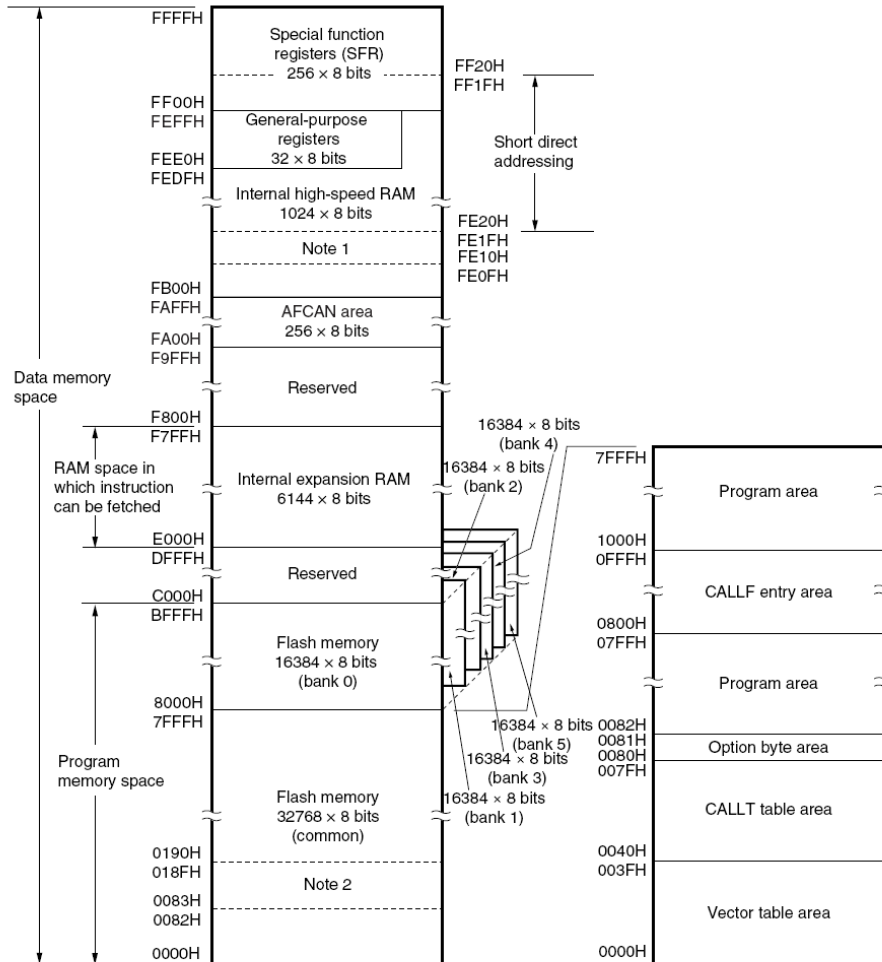 FFFFH
Special function
registers (SFR)
256 × 8 bits
FF20H
FF1FH
FF00H
FEFFH
General-purpose
registers
32 × 8 bits
Short direct
addressing
FEE0H
FEDFH
Internal high-speed RAM
1024 × 8 bits
FE20H
FE1FH
Note 1
FE10H
FE0FH
FB00H
FAFFH
AFCAN area
256 × 8 bits
FA00H
F9FFH
Data memory
space
Reserved
F800H
F7FFH
RAM space in
which instruction
can be fetched
Internal expansion RAM
6144 × 8 bits
16384 × 8 bits
(bank 4)
16384 × 8 bits
(bank 2)
E000H
DFFFH
Reserved
C000H
BFFFH
Flash memory
16384 × 8 bits
(bank 0)
8000H
7FFFH
16384 × 8 bits
(bank 5)
16384 × 8 bits
(bank 3)
16384 × 8 bits
(bank 1)
Program
memory space
Flash memory
32768 × 8 bits
(common)
0190H
018FH
Note 2
0083H
0082H
0000H
7FFFH
Program area
1000H
0FFFH
CALLF entry area
0800H
07FFH
Program area
0082H
0081H
Option byte area
0080H
007FH
CALLT table area
0040H
003FH
Vector table area
0000H